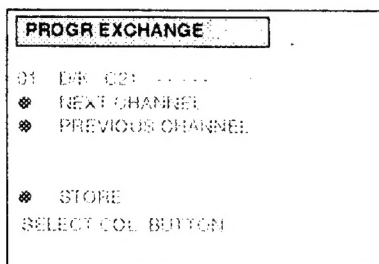 PROGR EXCHANGE
01 D/K C21 - - - - -
NEXT CHANNEL
PREVIOUS CHANNEL
STORE
SELECT COL. BUTTON